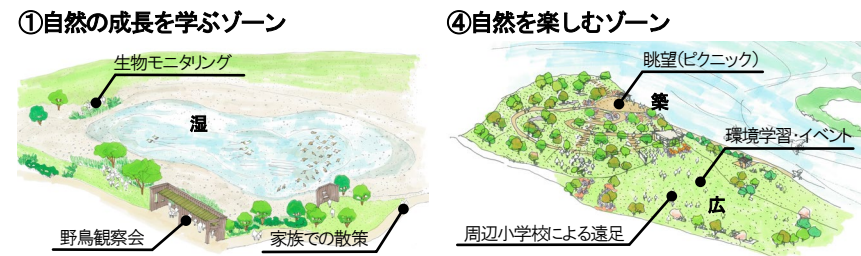 ①自然の成長を学ぶゾーン
生物モニタリング
湿
野鳥観察会
家族での散策
④自然を楽しむゾーン
眺望(ピクニック)
築
環境学習・イベント
広
周辺小学校による遠足